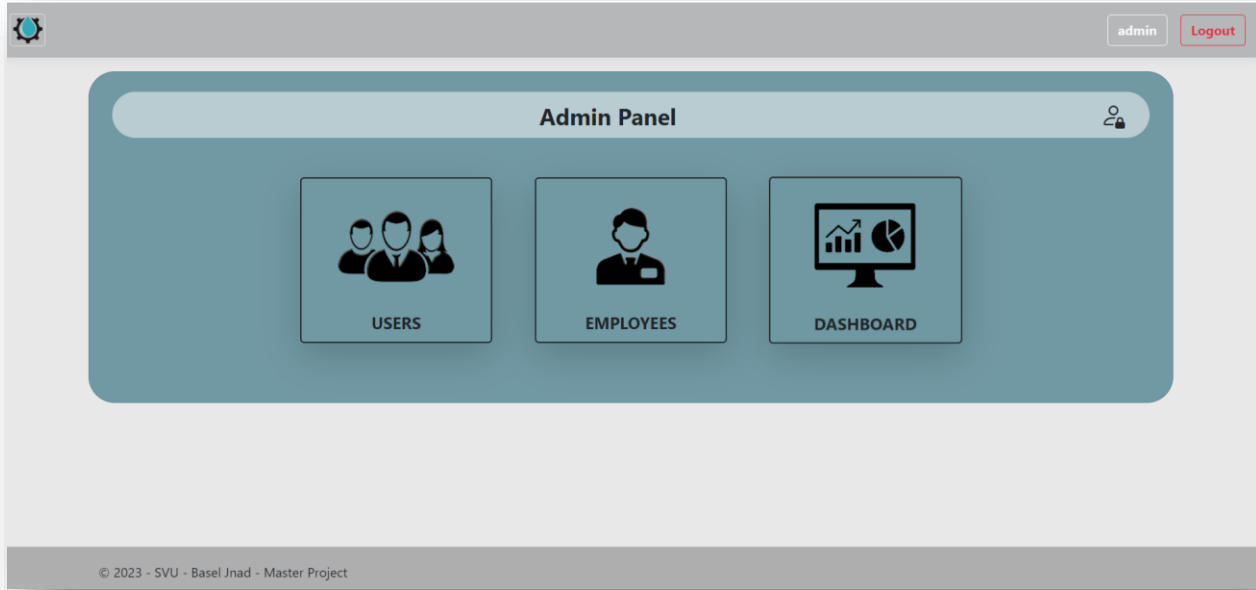 admin
Logout
Admin Panel
USERS
EMPLOYEES
DASHBOARD
© 2023 - SVU - Basel Jnad - Master Project